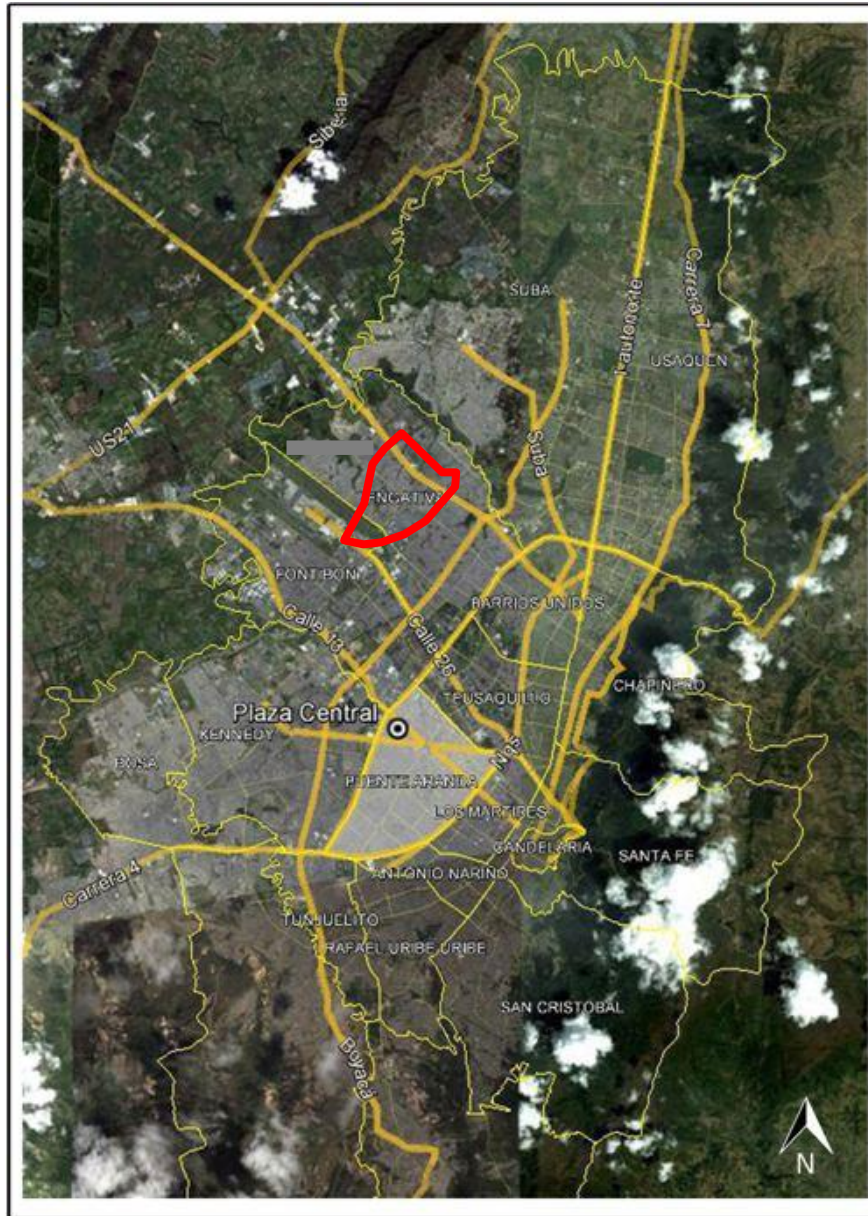 Siberia
SUBA
Carrera 7
Lautonorte
USAQUEN
US21
Suba
ENGATIVA
FONTIBON
BARRIOS UNIDOS
Calle 13
Calle 26
CHAPINERO
TEUSAQUILLO
Plaza Central
KENNEDY
Nqs
BOSA
PUENTE ARANDA
LOS MARTIRES
CANDELARIA
SANTA FE
ANTONIO NARIÑO
Carrera 4
TUNJUELITO
RAFAEL URIBE URIBE
SAN CRISTOBAL
Boyacá
N